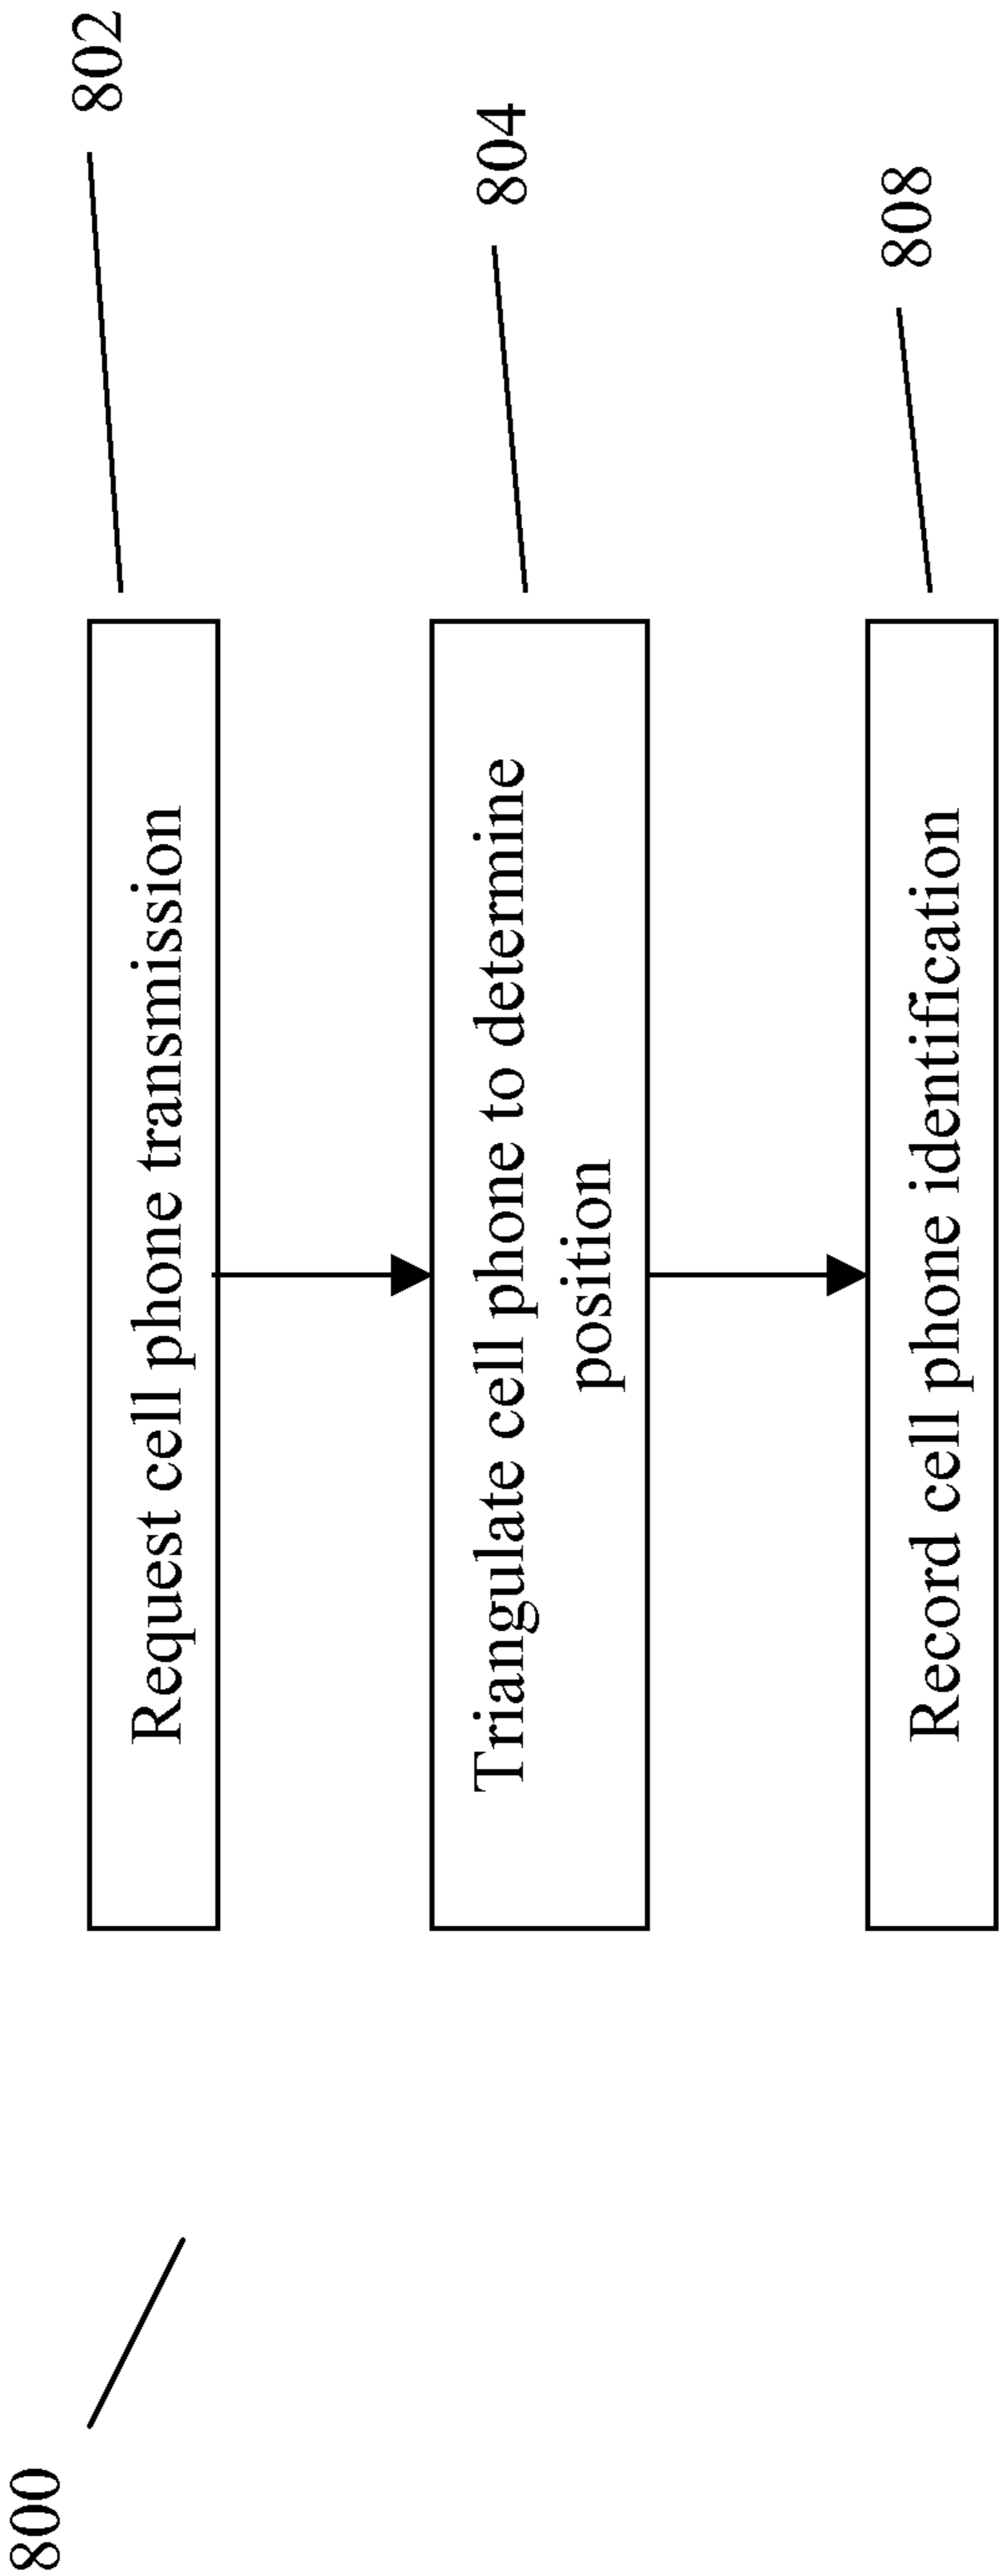 800
Request cell phone transmission
802
Triangulate cell phone to determine
position
804
Record cell phone identification
808